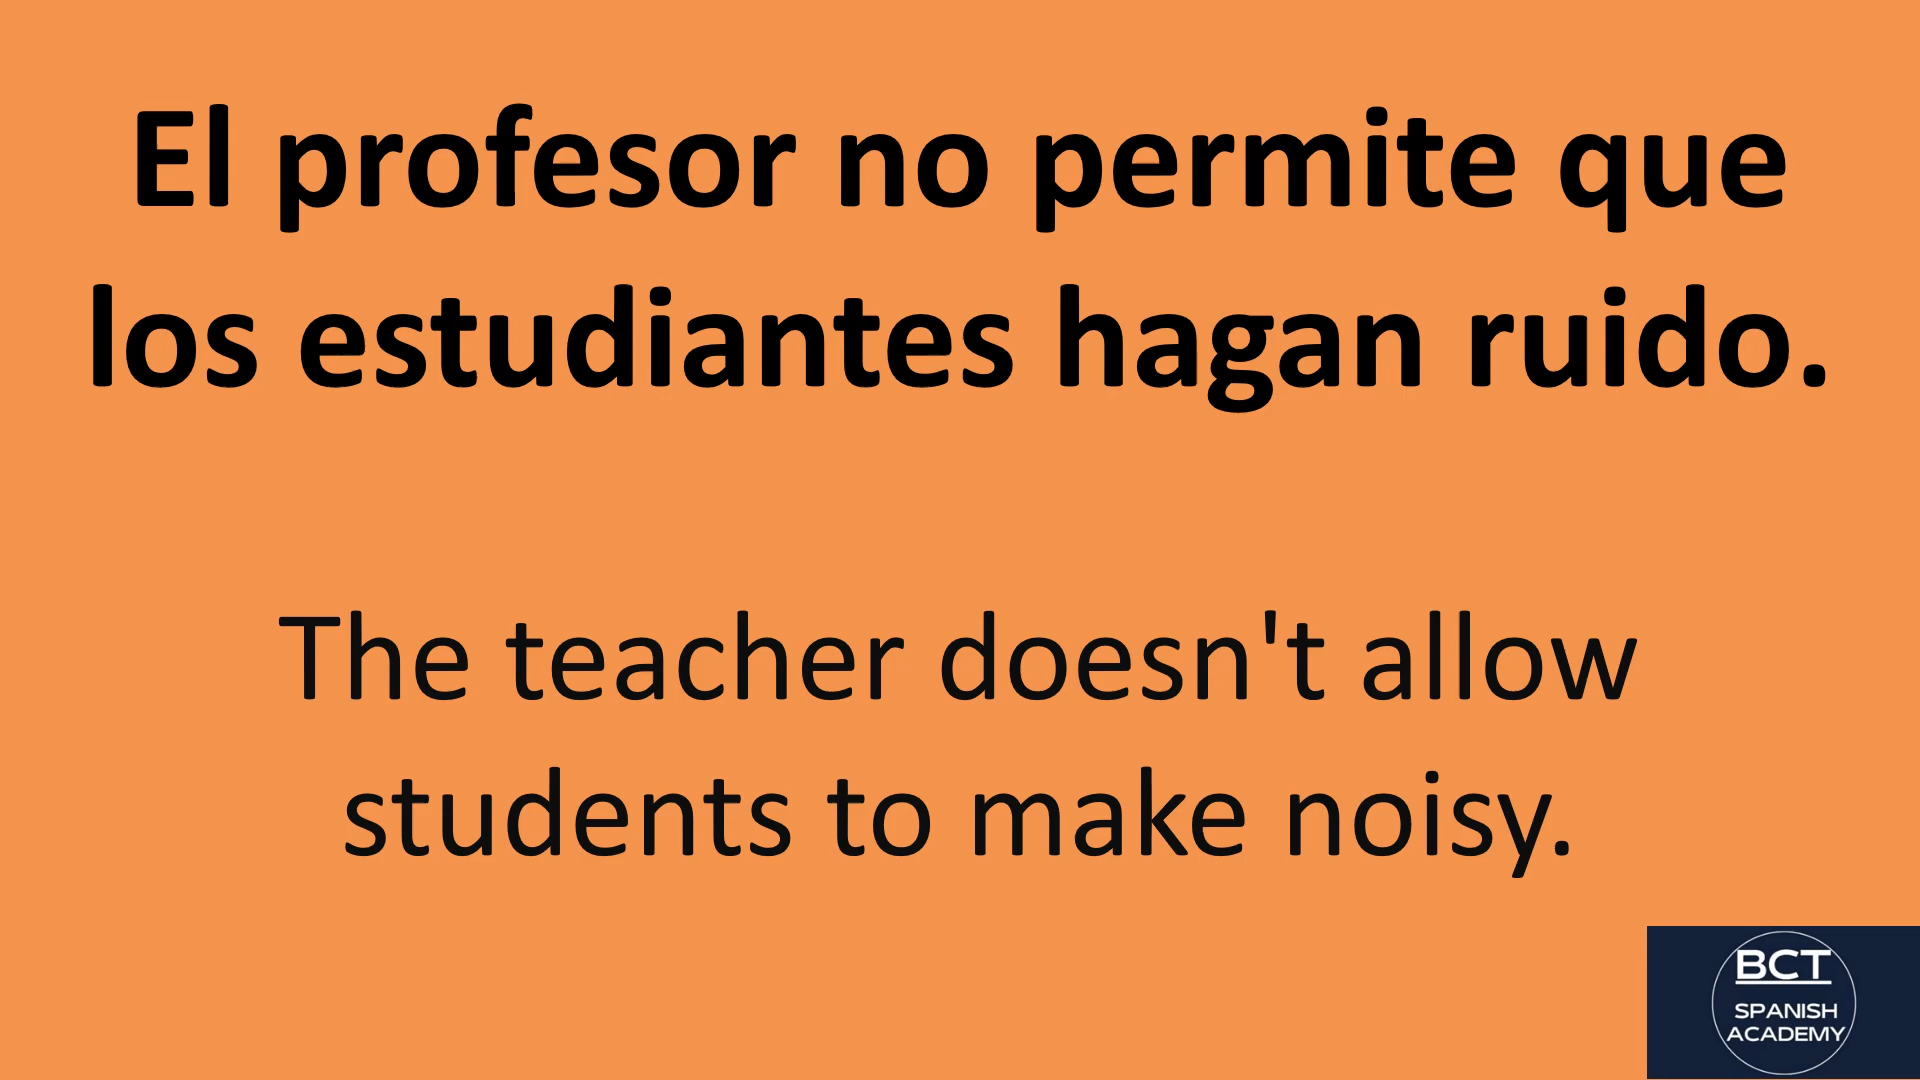 El profesor no permite que
los estudiantes hagan ruido.
The teacher doesn't allow
students to make noisy.
BCT
SPANISH
ACADEMY